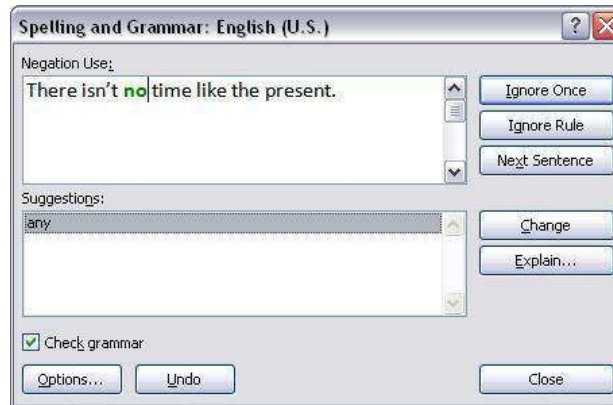 Spelling and Grammar: English (U.S.)
Negation Use:
There isn't no time like the present.
Ignore Once
Ignore Rule
Next Sentence
Suggestions:
any
Change
Explain...
Check grammar
Options...
Undo
Close